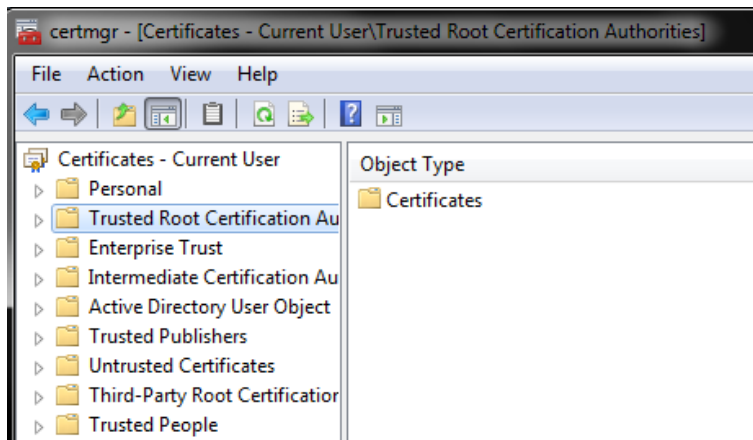 certmgr - [Certificates - Current User\Trusted Root Certification Authorities]
File Action View Help
Certificates - Current User
Personal
Trusted Root Certification Au
Enterprise Trust
Intermediate Certification Au
Active Directory User Object
Trusted Publishers
Untrusted Certificates
Third-Party Root Certification
Trusted People
Object Type
Certificates